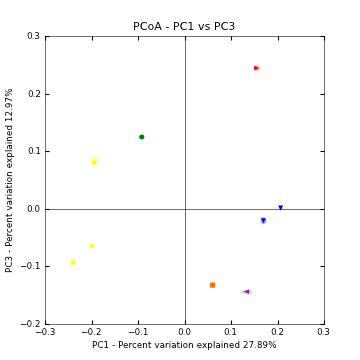 PCoA - PC1 vs PC3
PC3 - Percent variation explained 12.97%
0.3
0.2
0.1
0.0
−0.1
−0.2
−0.3 −0.2 −0.1 0.0 0.1 0.2 0.3
PC1 - Percent variation explained 27.89%